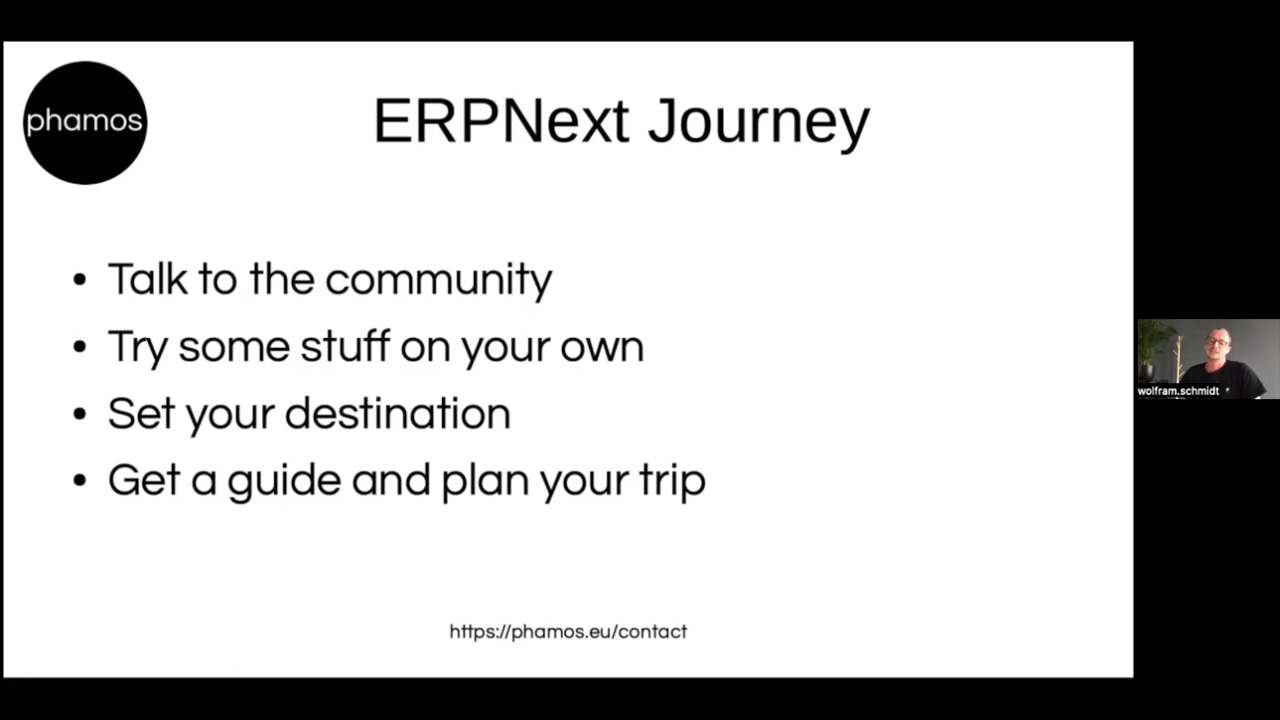 phamos
ERPNext Journey
• Talk to the community
• Try some stuff on your own
• Set your destination
• Get a guide and plan your trip
https://phamos.eu/contact
wolfram.schmidt